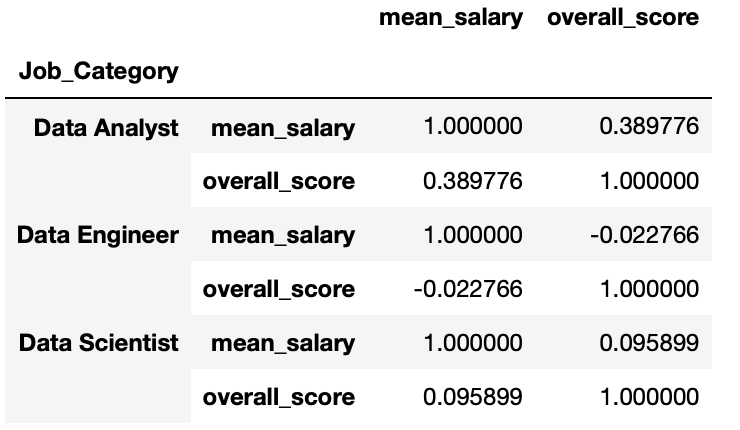 mean_salary overall_score
Job_Category
Data Analyst mean_salary 1.000000 0.389776
overall_score 0.389776 1.000000
Data Engineer mean_salary 1.000000 -0.022766
overall_score -0.022766 1.000000
Data Scientist mean_salary 1.000000 0.095899
overall_score 0.095899 1.000000